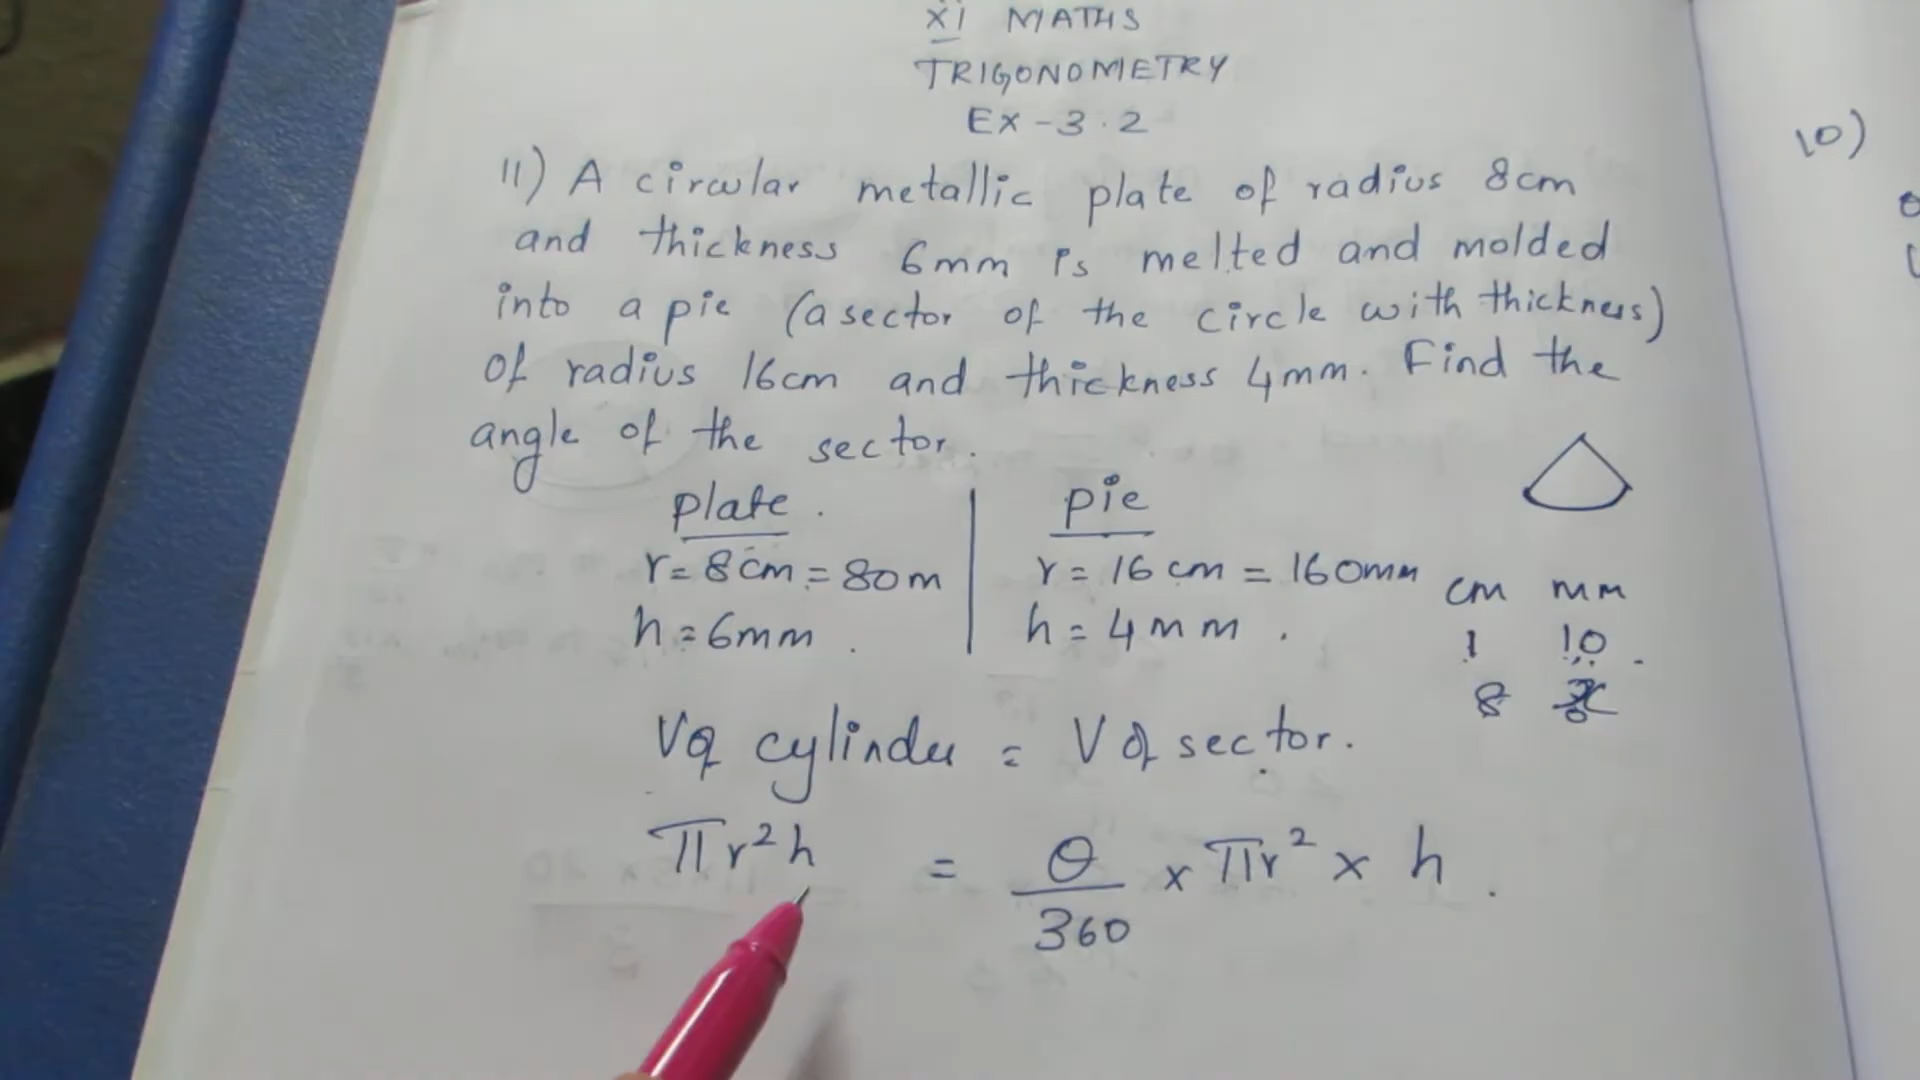 XI MATHS
TRIGONOMETRY
EX - 3.2
11) A circular metallic plate of radius 8cm
and thickness 6mm is melted and molded
into a pie (a sector of the circle with thickness)
of radius 16cm and thickness 4mm. Find the
angle of the sector.
plate.
r = 8cm = 80m
h = 6mm.
pie
r = 16 cm = 160mm
h = 4mm.
cm mm
1 10
8
V of cylinder = V of sector.
πr²h = θ/360 x πr² x h.
10)